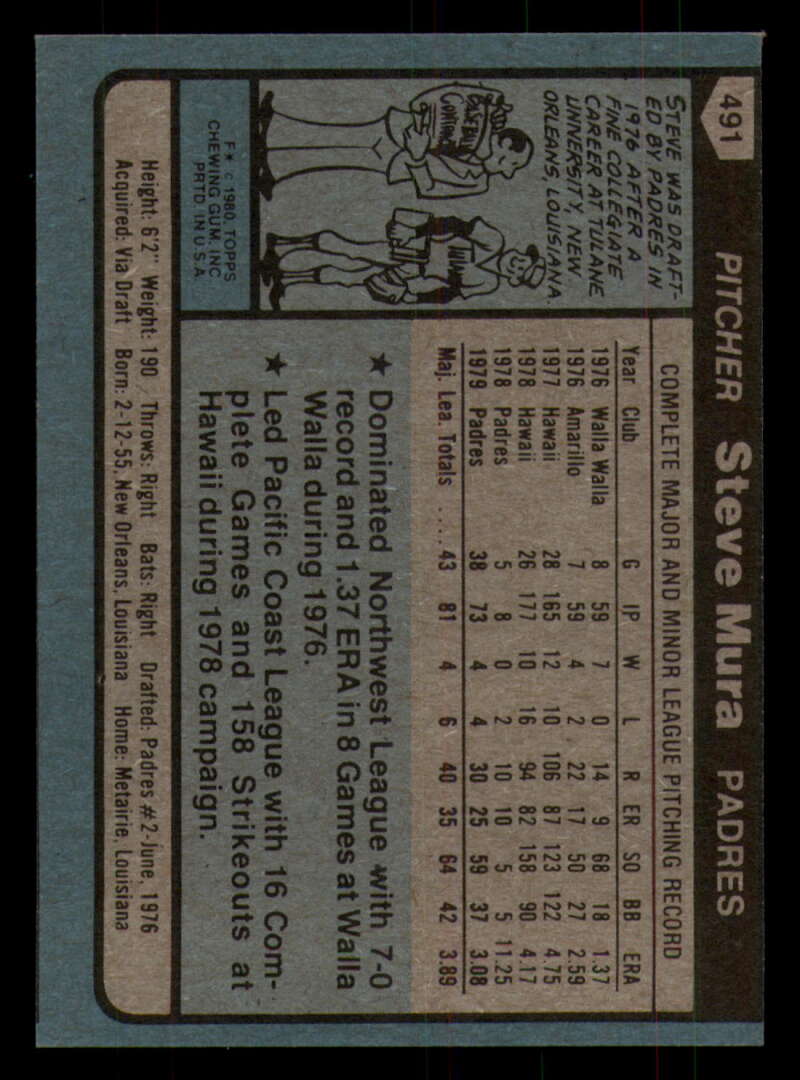 491
PITCHER Steve Mura PADRES
STEVE WAS DRAFT-
ED BY PADRES IN
1976 AFTER A
FINE COLLEGIATE
CAREER AT TULANE
UNIVERSITY, NEW
ORLEANS, LOUISIANA.
BASEBALL
CONTRACT
TULANE
F★ © 1980 TOPPS
CHEWING GUM, INC.
PRTD. IN U.S.A.
COMPLETE MAJOR AND MINOR LEAGUE PITCHING RECORD
Year Club G IP W L R ER SO BB ERA
1976 Walla Walla 8 59 7 0 14 9 68 18 1.37
1976 Amarillo 7 59 4 2 22 17 50 27 2.59
1977 Hawaii 28 165 12 10 106 87 123 122 4.75
1978 Hawaii 26 177 10 16 94 82 158 90 4.17
1978 Padres 5 8 0 2 10 10 5 5 11.25
1979 Padres 38 73 4 4 30 25 59 37 3.08
Maj. Lea. Totals .... 43 81 4 6 40 35 64 42 3.89
★ Dominated Northwest League with 7-0
record and 1.37 ERA in 8 Games at Walla
Walla during 1976.
★ Led Pacific Coast League with 16 Com-
plete Games and 158 Strikeouts at
Hawaii during 1978 campaign.
Height: 6'2" Weight: 190 Throws: Right Bats: Right Drafted: Padres #2-June, 1976
Acquired: Via Draft Born: 2-12-55, New Orleans, Louisiana Home: Metairie, Louisiana